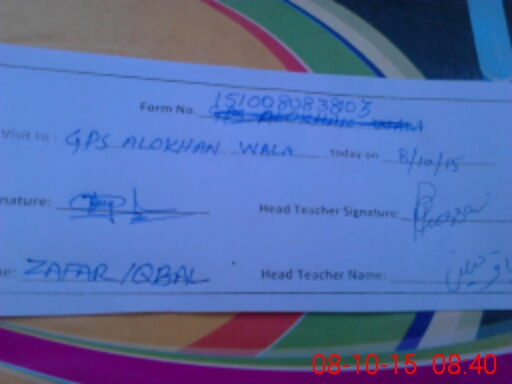 Form No. 151008083803
Visit to: GPS ALOKHAN WALA today on 8/10/15
nature: Head Teacher Signature
ne: ZAFAR IQBAL Head Teacher Name:
08-10-15 08:40